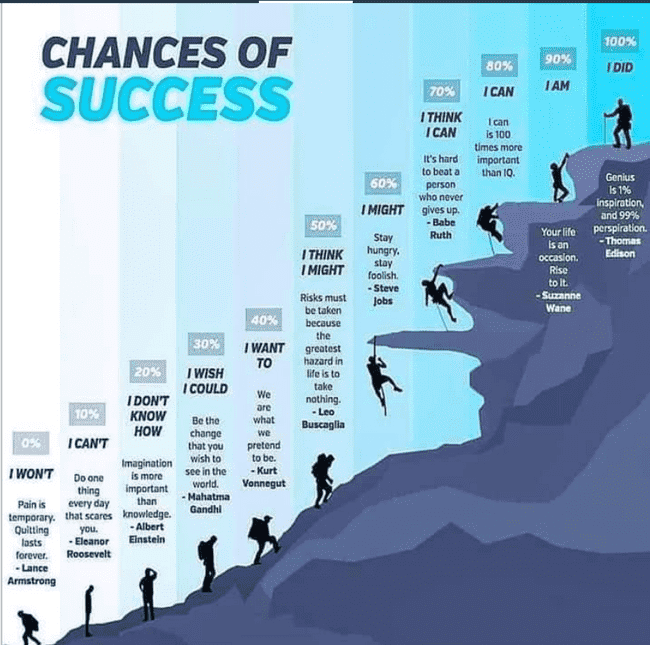 CHANCES OF
SUCCESS
0%
I WON'T
Pain is
temporary.
Quitting
lasts
forever.
- Lance
Armstrong
10%
I CAN'T
Do one
thing
every day
that scares
you.
- Eleanor
Roosevelt
20%
I DON'T
KNOW
HOW
Imagination
is more
important
than
knowledge.
- Albert
Einstein
30%
I WISH
I COULD
Be the
change
that you
wish to
see in the
world.
- Mahatma
Gandhi
40%
I WANT
TO
We
are
what
we
pretend
to be.
- Kurt
Vonnegut
50%
I THINK
I MIGHT
Risks must
be taken
because
the
greatest
hazard in
life is to
take
nothing.
- Leo
Buscaglia
60%
I MIGHT
Stay
hungry,
stay
foolish.
- Steve
Jobs
70%
I THINK
I CAN
It's hard
to beat a
person
who never
gives up.
- Babe
Ruth
80%
I CAN
I can
is 100
times more
important
than IQ.
90%
I AM
Your life
is an
occasion.
Rise
to it.
- Suzanne
Wane
100%
I DID
Genius
is 1%
inspiration,
and 99%
perspiration.
- Thomas
Edison